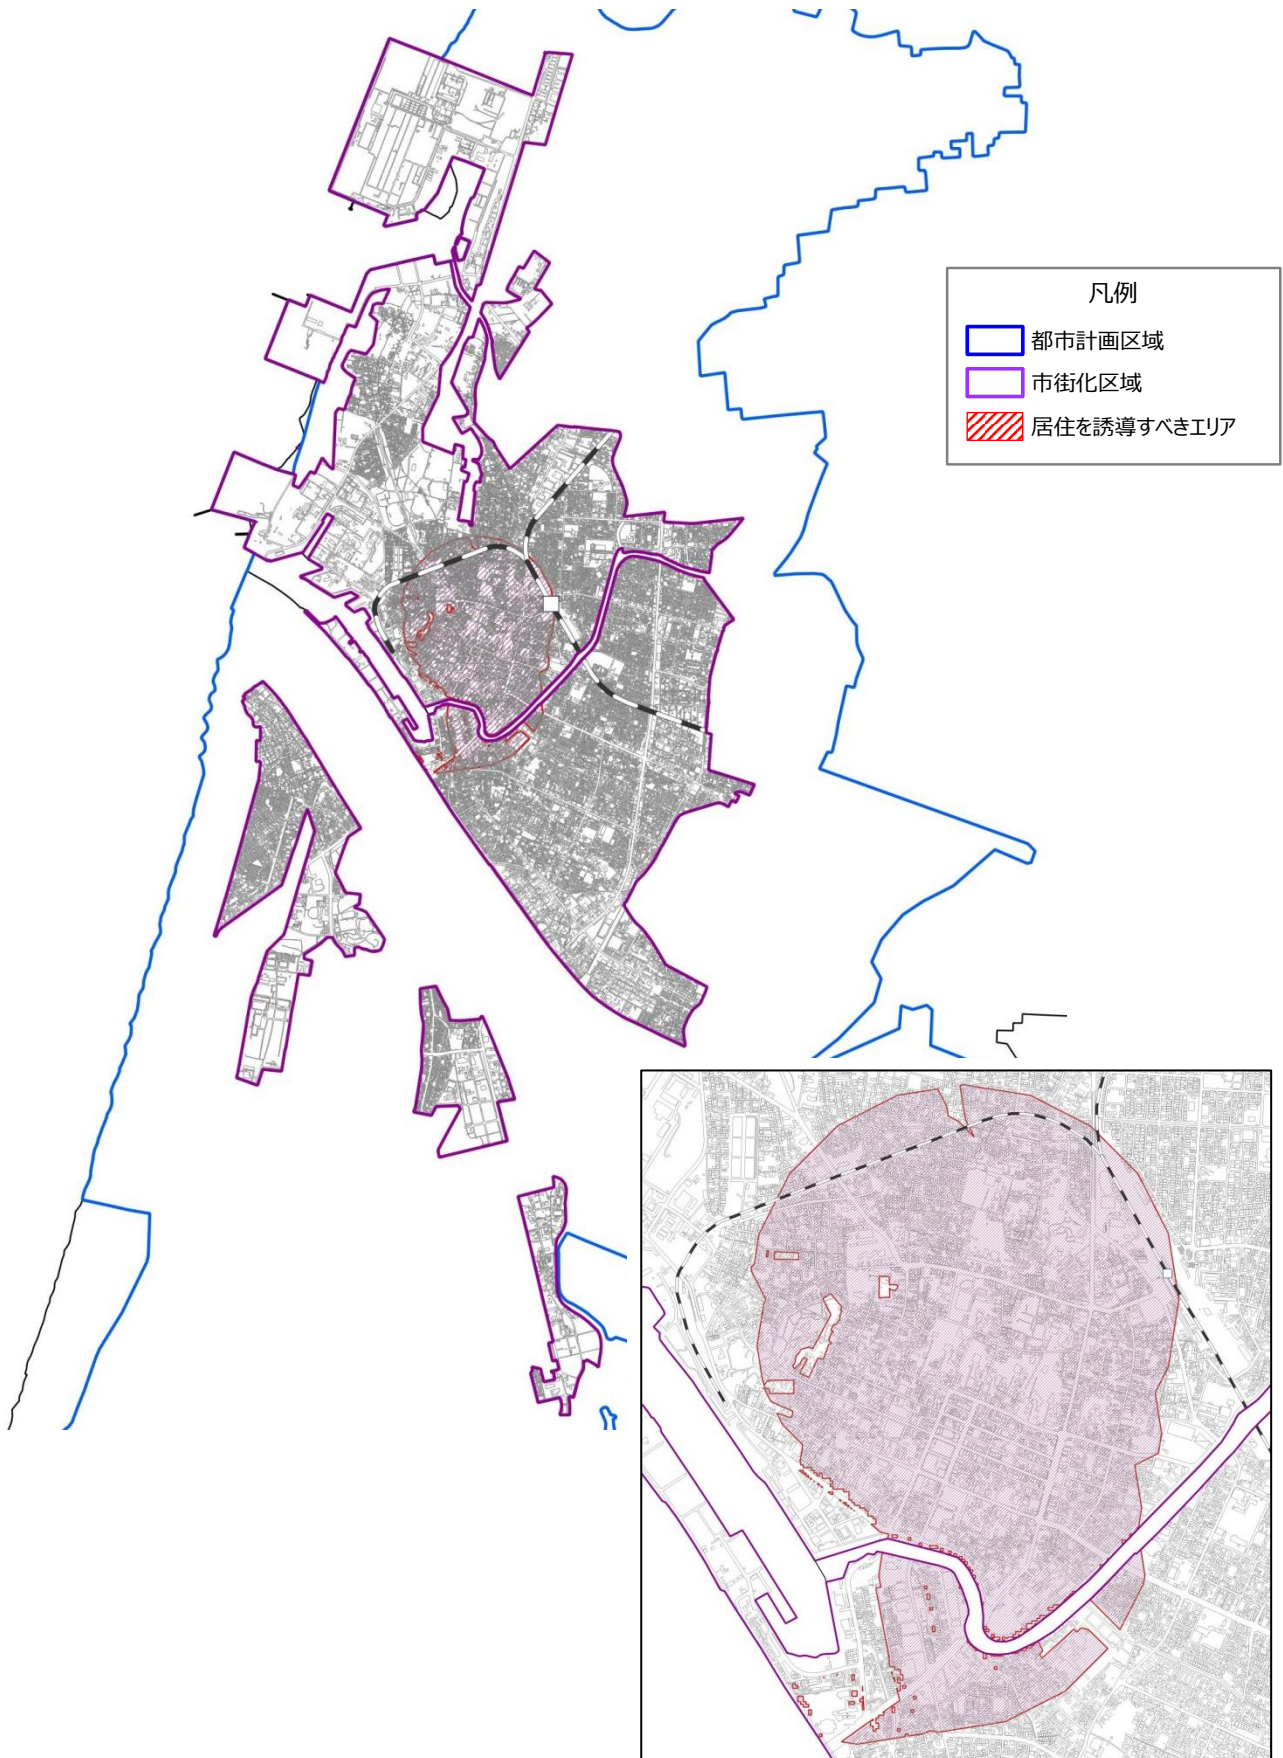 凡例
都市計画区域
市街化区域
居住を誘導すべきエリア